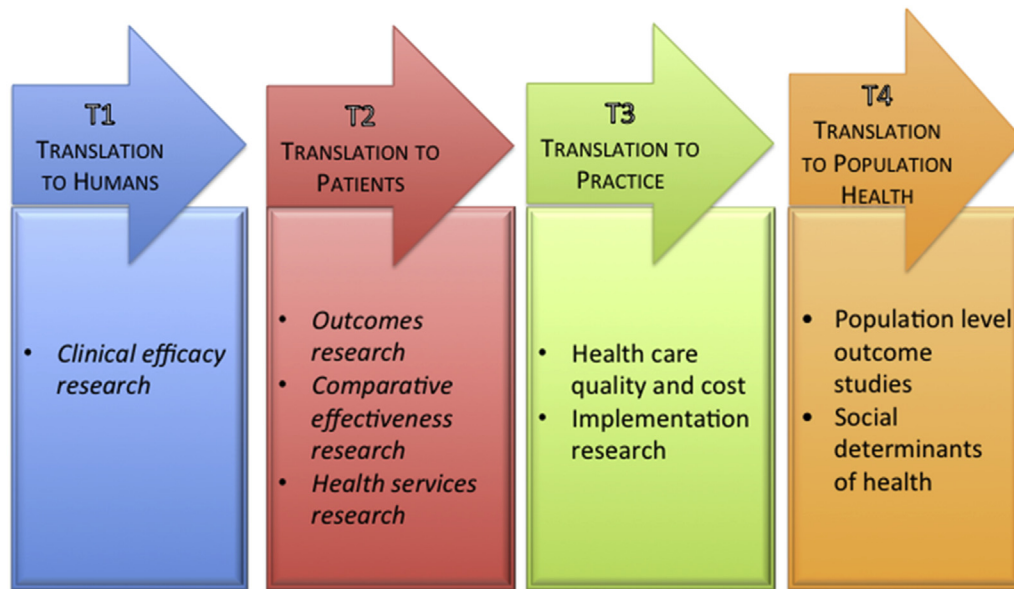 T1
TRANSLATION
TO HUMANS
• Clinical efficacy
research
T2
TRANSLATION TO
PATIENTS
• Outcomes
research
• Comparative
effectiveness
research
• Health services
research
T3
TRANSLATION TO
PRACTICE
• Health care
quality and cost
• Implementation
research
T4
TRANSLATION
TO POPULATION
HEALTH
• Population level
outcome
studies
• Social
determinants
of health